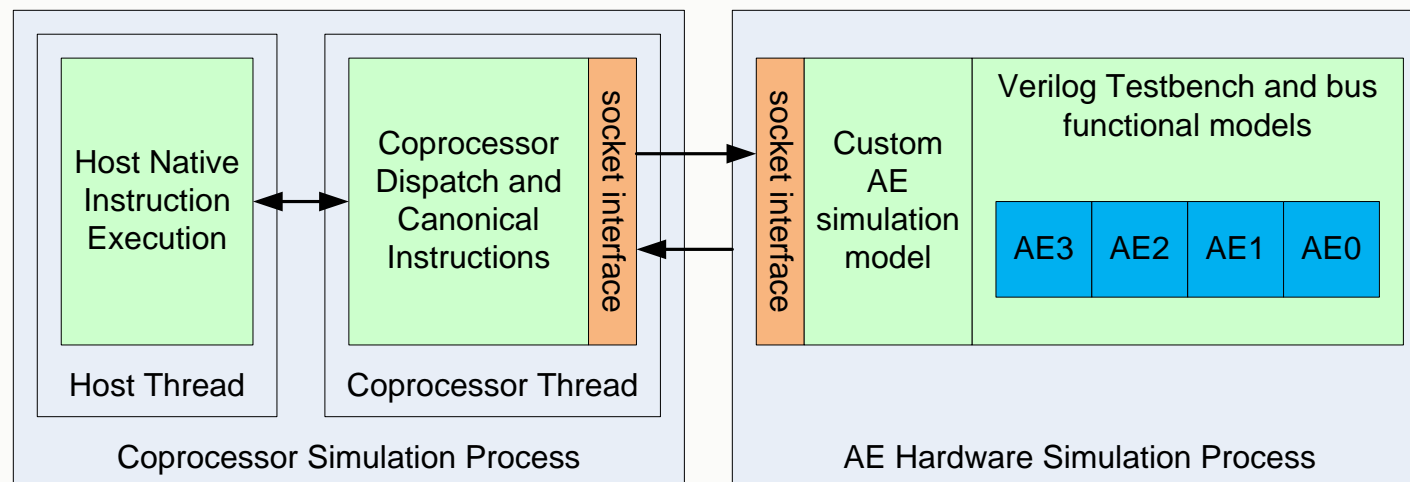 Host Native
Instruction
Execution
Host Thread
Coprocessor
Dispatch and
Canonical
Instructions
socket interface
Coprocessor Thread
Coprocessor Simulation Process
socket interface
Custom
AE
simulation
model
Verilog Testbench and bus
functional models
AE3 AE2 AE1 AE0
AE Hardware Simulation Process